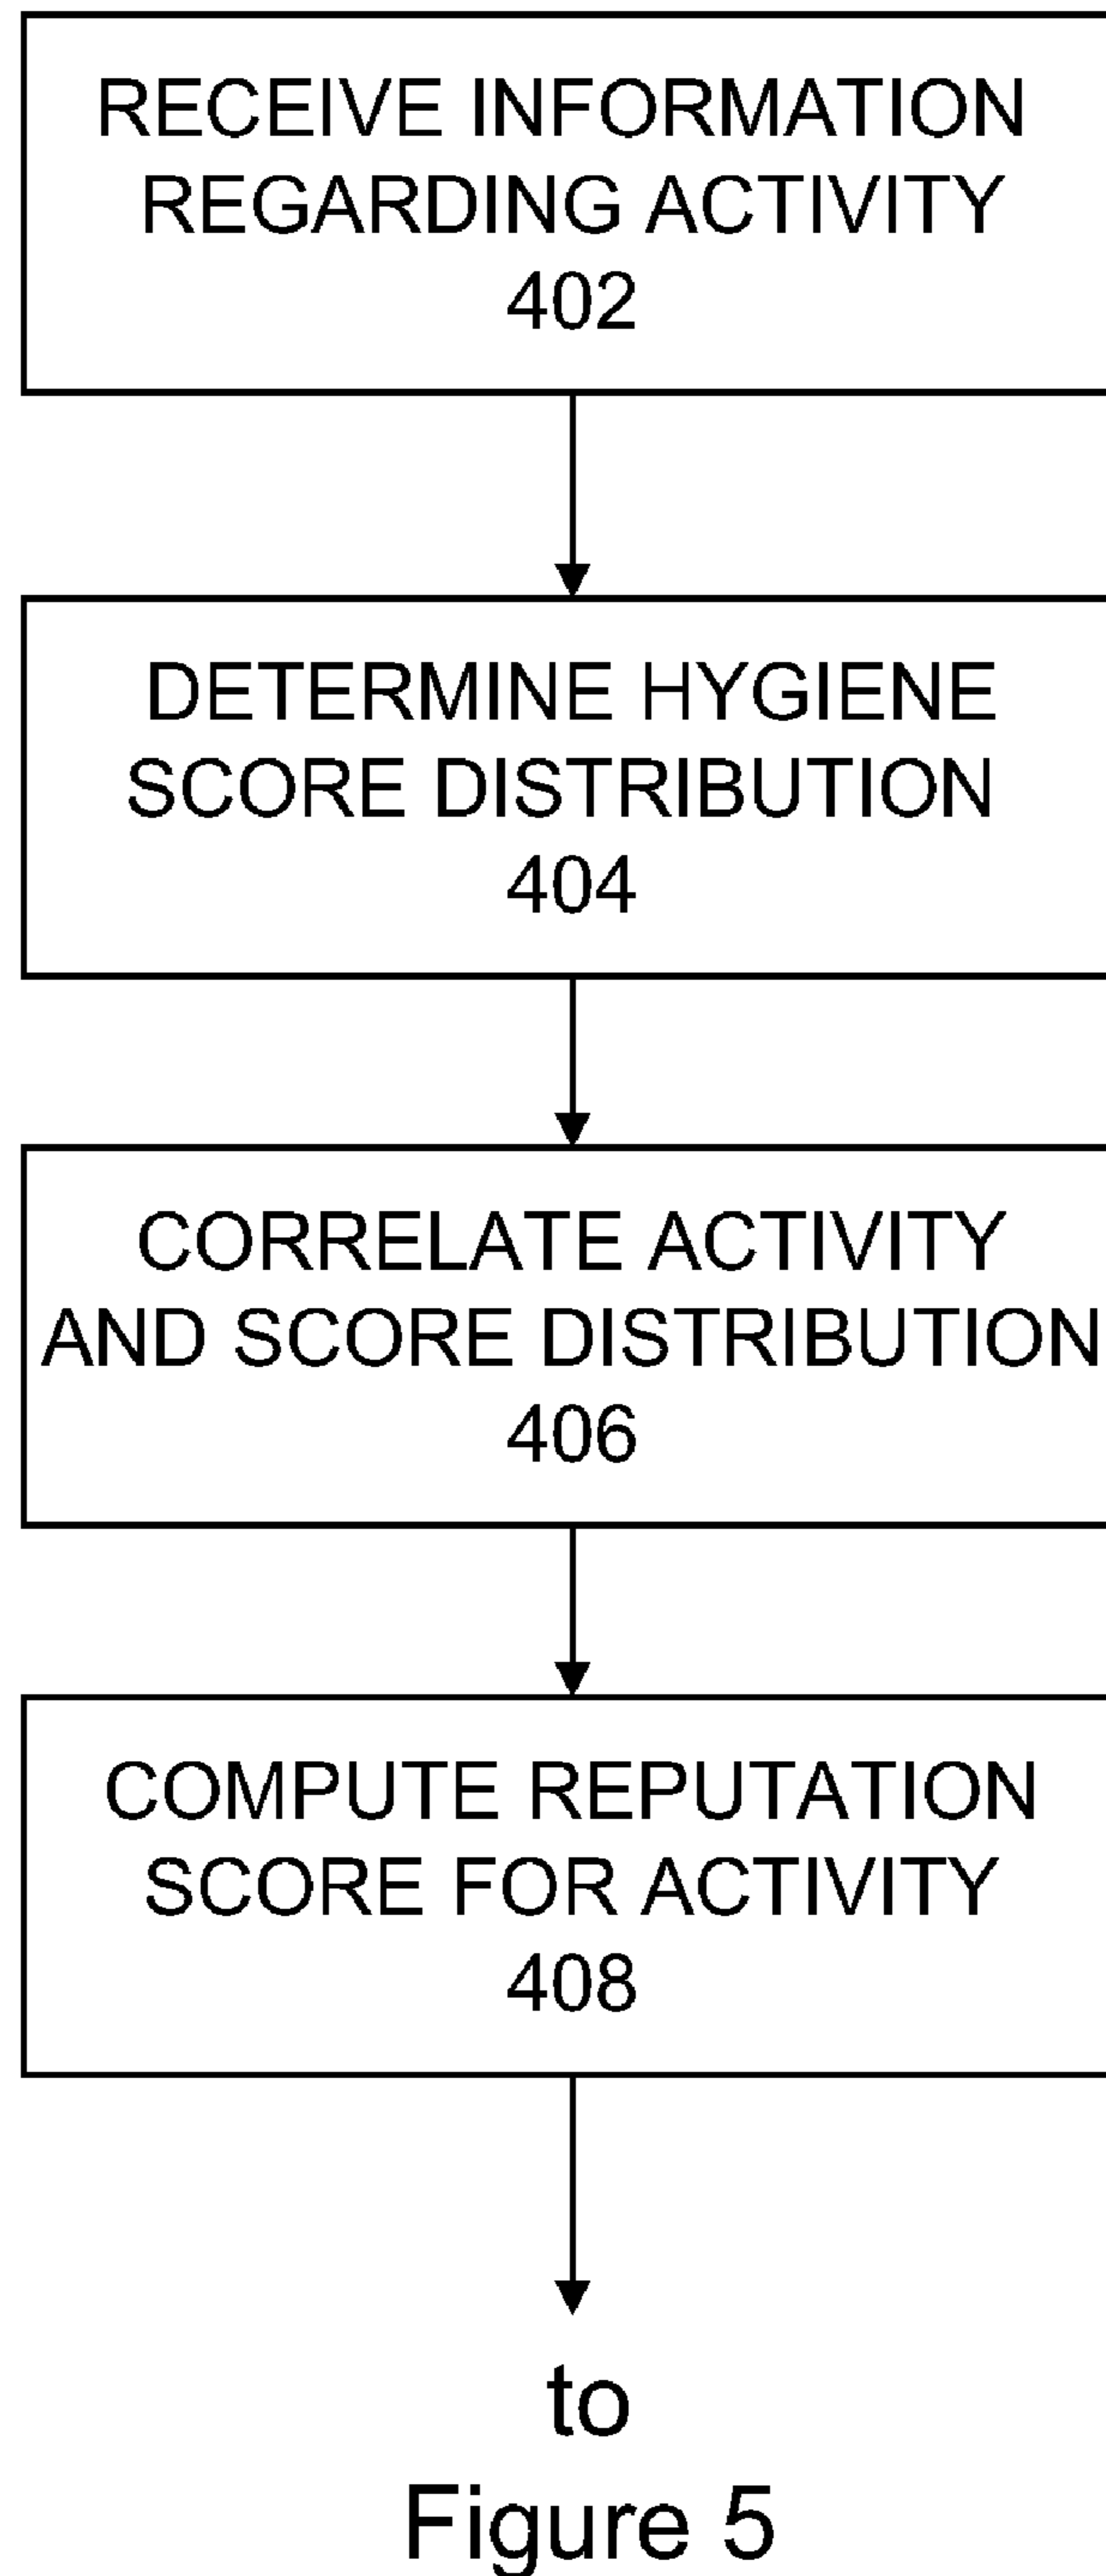 RECEIVE INFORMATION
REGARDING ACTIVITY
402
DETERMINE HYGIENE
SCORE DISTRIBUTION
404
CORRELATE ACTIVITY
AND SCORE DISTRIBUTION
406
COMPUTE REPUTATION
SCORE FOR ACTIVITY
408
to
Figure 5